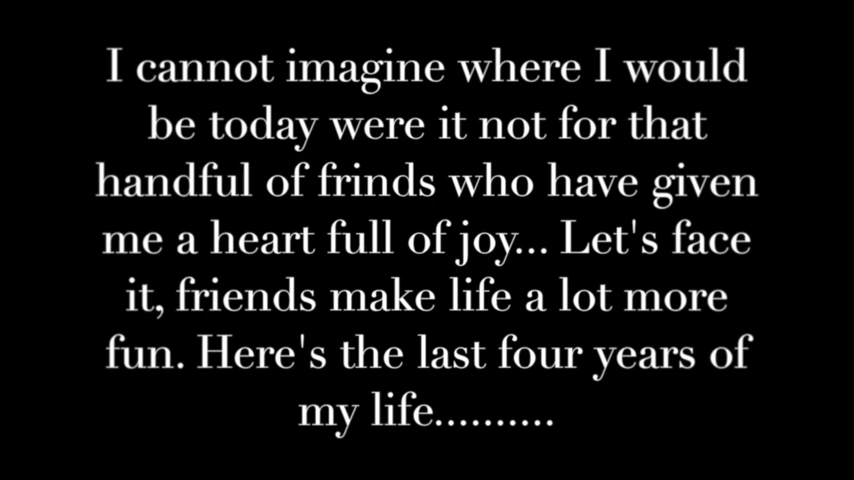 I cannot imagine where I would
be today were it not for that
handful of frinds who have given
me a heart full of joy... Let's face
it, friends make life a lot more
fun. Here's the last four years of
my life..........